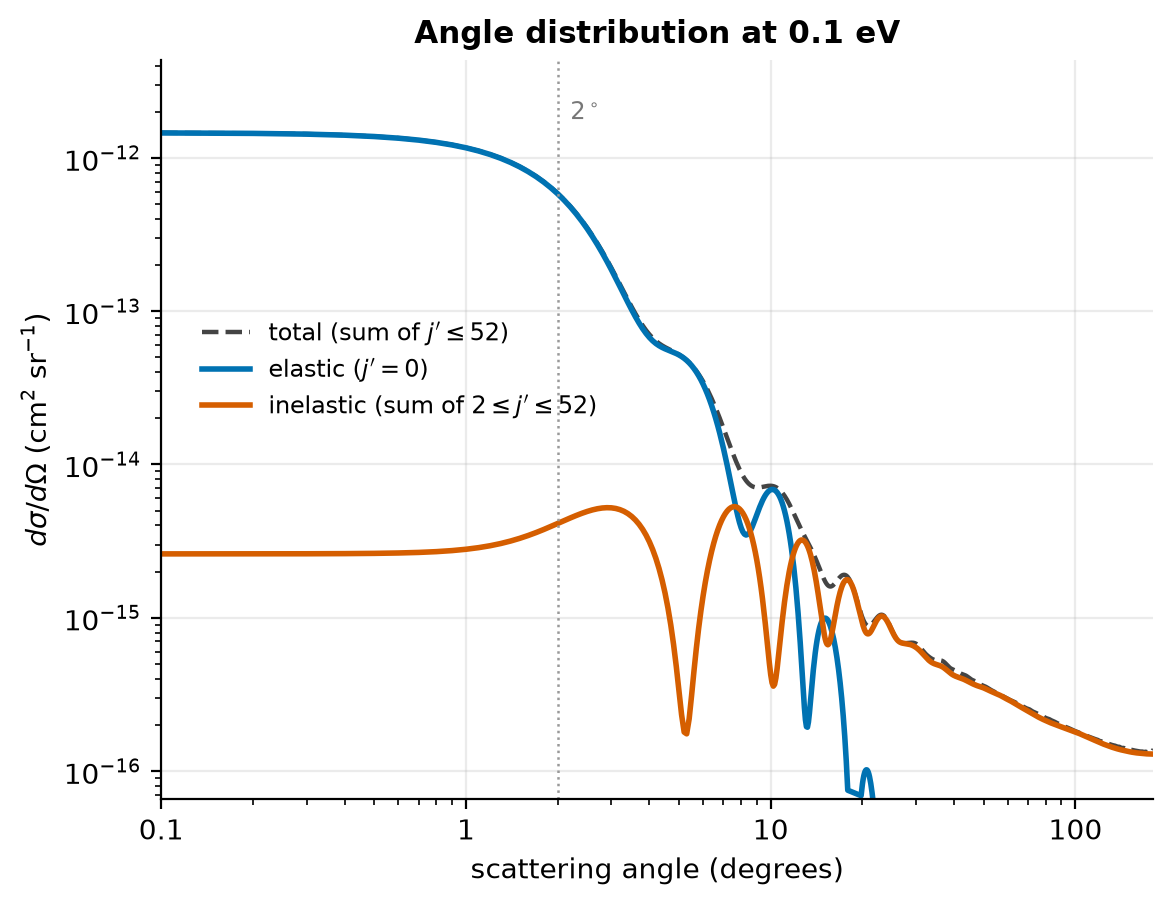 Angle distribution at 0.1 eV
2°
10⁻¹²
10⁻¹³
10⁻¹⁴
10⁻¹⁵
10⁻¹⁶
dσ/dΩ (cm² sr⁻¹)
total (sum of j′ ≤ 52)
elastic (j′ = 0)
inelastic (sum of 2 ≤ j′ ≤ 52)
0.1 1 10 100
scattering angle (degrees)